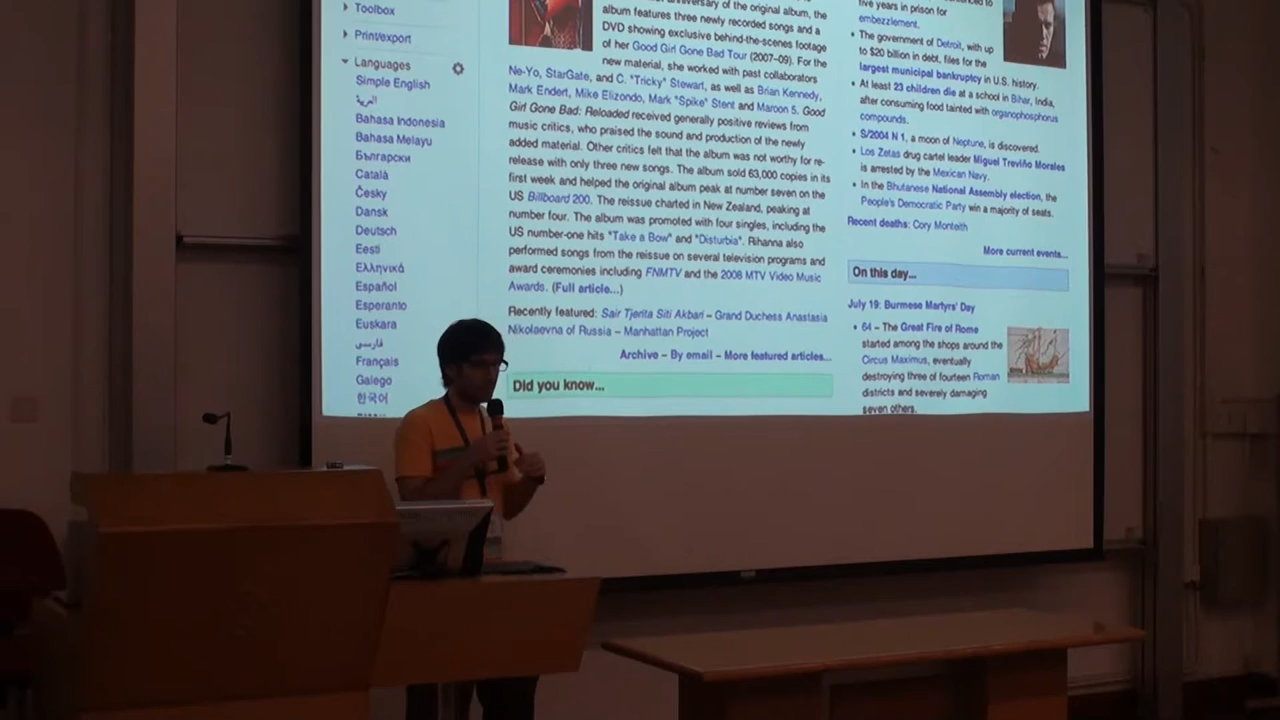 Toolbox
Print/export
Languages
Simple English
العربية
Bahasa Indonesia
Bahasa Melayu
Български
Català
Česky
Dansk
Deutsch
Eesti
Ελληνικά
Español
Esperanto
Euskara
فارسی
Français
Galego
한국어
anniversary of the original album, the
album features three newly recorded songs and a
DVD showing exclusive behind-the-scenes footage
of her Good Girl Gone Bad Tour (2007–09). For the
new material, she worked with past collaborators
Ne-Yo, StarGate, and C. "Tricky" Stewart, as well as Brian Kennedy,
Mark Endert, Mike Elizondo, Mark "Spike" Stent and Maroon 5. Good
Girl Gone Bad: Reloaded received generally positive reviews from
music critics, who praised the sound and production of the newly
added material. Other critics felt that the album was not worthy for re-
release with only three new songs. The album sold 63,000 copies in its
first week and helped the original album peak at number seven on the
US Billboard 200. The reissue charted in New Zealand, peaking at
number four. The album was promoted with four singles, including the
US number-one hits "Take a Bow" and "Disturbia". Rihanna also
performed songs from the reissue on several television programs and
award ceremonies including FNMTV and the 2008 MTV Video Music
Awards. (Full article...)
Recently featured: Sair Tjerita Siti Akbari – Grand Duchess Anastasia
Nikolaevna of Russia – Manhattan Project
Archive – By email – More featured articles...
Did you know...
five years in prison for
embezzlement.
• The government of Detroit, with up
to $20 billion in debt, files for the
largest municipal bankruptcy in U.S. history.
• At least 23 children die at a school in Bihar, India,
after consuming food tainted with organophosphorus
compounds.
• S/2004 N 1, a moon of Neptune, is discovered.
• Los Zetas drug cartel leader Miguel Treviño Morales
is arrested by the Mexican Navy.
• In the Bhutanese National Assembly election, the
People's Democratic Party win a majority of seats.
Recent deaths: Cory Monteith
More current events...
On this day...
July 19: Burmese Martyrs' Day
• 64 – The Great Fire of Rome
started among the shops around the
Circus Maximus, eventually
destroying three of fourteen Roman
districts and severely damaging
seven others.